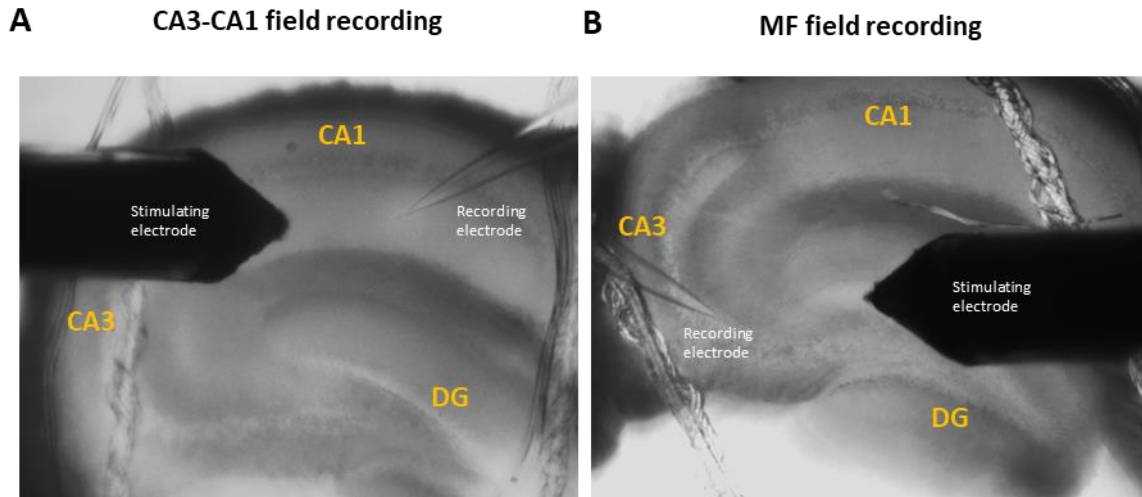 A
CA3-CA1 field recording
B
MF field recording
CA1
Stimulating
electrode
Recording
electrode
CA3
DG
CA1
CA3
Stimulating
electrode
Recording
electrode
DG